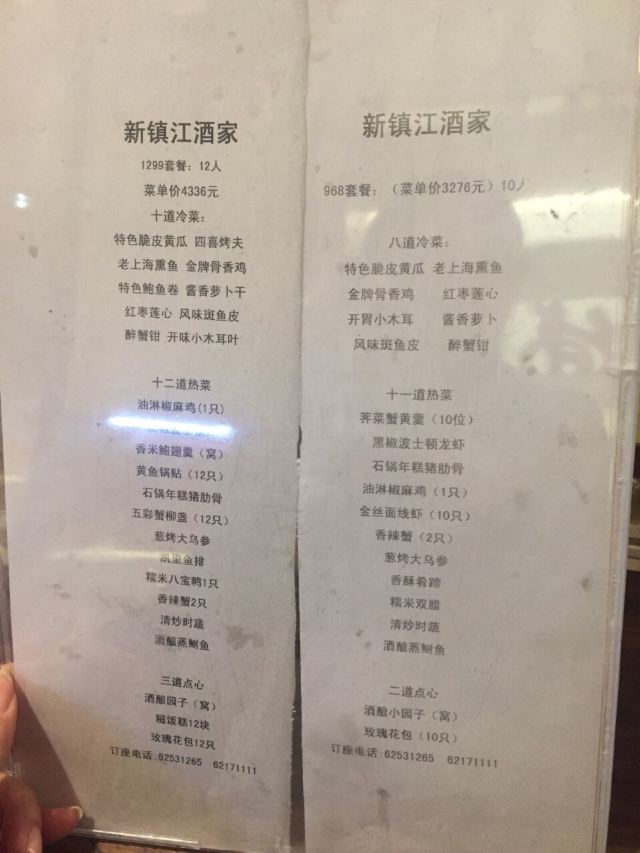 新镇江酒家
1299套餐：12人
菜单价4336元
十道冷菜：
特色脆皮黄瓜 四喜烤夫
老上海熏鱼 金牌骨香鸡
特色鲍鱼卷 酱香萝卜干
红枣莲心 风味斑鱼皮
醉蟹钳 开味小木耳叶
十二道热菜
油淋椒麻鸡(1只)
香米鲍翅羹（窝）
黄鱼锅贴（12只）
石锅年糕猪肋骨
五彩蟹柳盏（12只）
葱烤大乌参
凯里鱼排
糯米八宝鸭1只
香辣蟹2只
清炒时蔬
酒酿蒸鲥鱼
三道点心
酒酿园子（窝）
糍饭糕12块
玫瑰花包12只
订座电话:62531265 62171111
新镇江酒家
968套餐：（菜单价3276元）10人
八道冷菜：
特色脆皮黄瓜 老上海熏鱼
金牌骨香鸡 红枣莲心
开胃小木耳 酱香萝卜
风味斑鱼皮 醉蟹钳
十一道热菜
荠菜蟹黄羹（10位）
黑椒波士顿龙虾
石锅年糕猪肋骨
油淋椒麻鸡（1只）
金丝面线虾（10只）
香辣蟹（2只）
葱烤大乌参
香酥肴蹄
糯米双腊
清炒时蔬
酒酿蒸鲥鱼
二道点心
酒酿小园子（窝）
玫瑰花包（10只）
订座电话:62531265 62171111